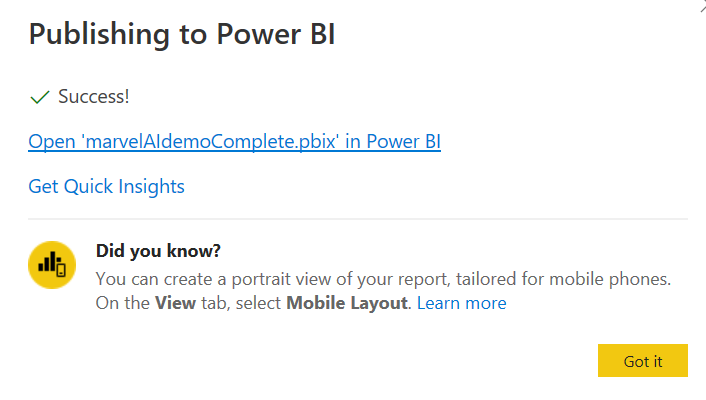 Publishing to Power BI
Success!
Open 'marvelAIdemoComplete.pbix' in Power BI
Get Quick Insights
Did you know?
You can create a portrait view of your report, tailored for mobile phones.
On the View tab, select Mobile Layout. Learn more
Got it